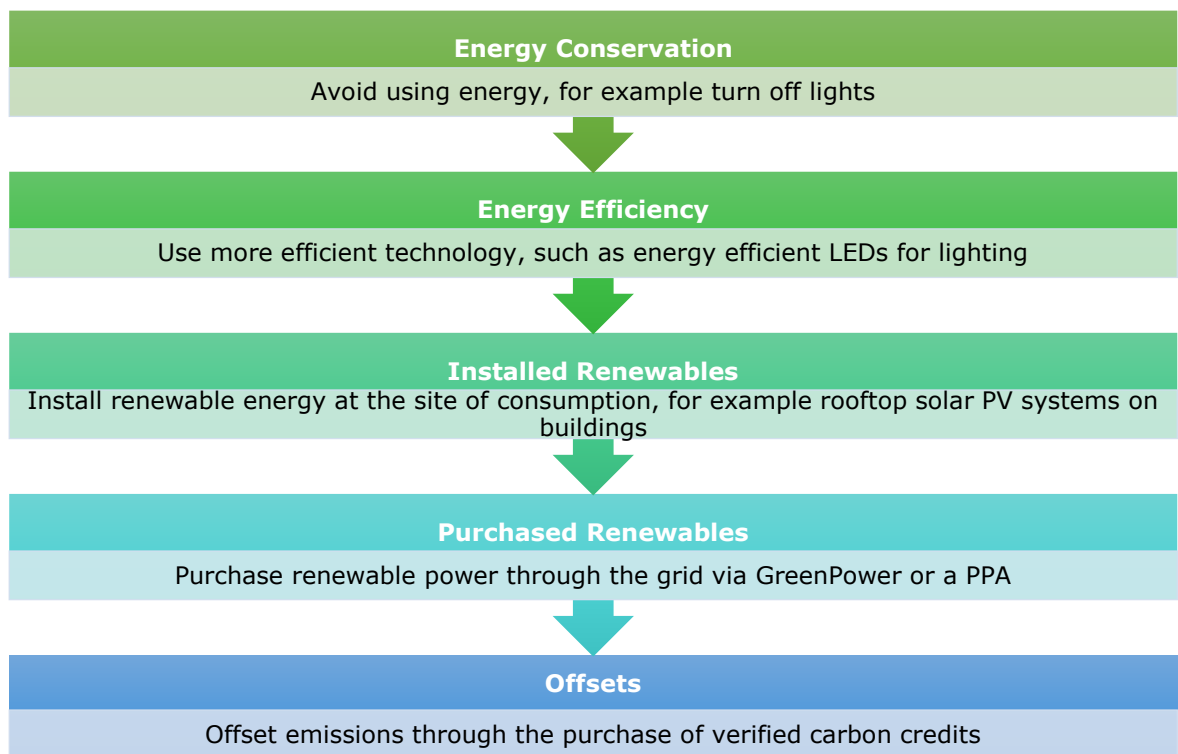 Energy Conservation
Avoid using energy, for example turn off lights
Energy Efficiency
Use more efficient technology, such as energy efficient LEDs for lighting
Installed Renewables
Install renewable energy at the site of consumption, for example rooftop solar PV systems on
buildings
Purchased Renewables
Purchase renewable power through the grid via GreenPower or a PPA
Offsets
Offset emissions through the purchase of verified carbon credits